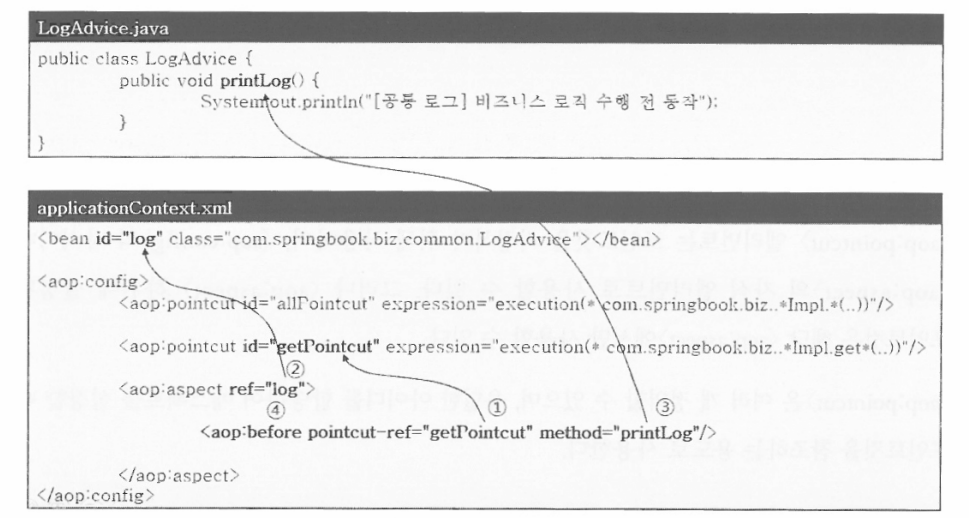 LogAdvice.java
public class LogAdvice {
public void printLog() {
System.out.println("[공통 로그] 비즈니스 로직 수행 전 동작");
}
}
applicationContext.xml
<bean id="log" class="com.springbook.biz.common.LogAdvice"></bean>
<aop:config>
<aop:pointcut id="allPointcut" expression="execution(* com.springbook.biz..*Impl.*(..))"/>
<aop:pointcut id="getPointcut" expression="execution(* com.springbook.biz..*Impl.get*(..))"/>
②
<aop:aspect ref="log">
④ ① ③
<aop:before pointcut-ref="getPointcut" method="printLog"/>
</aop:aspect>
</aop:config>